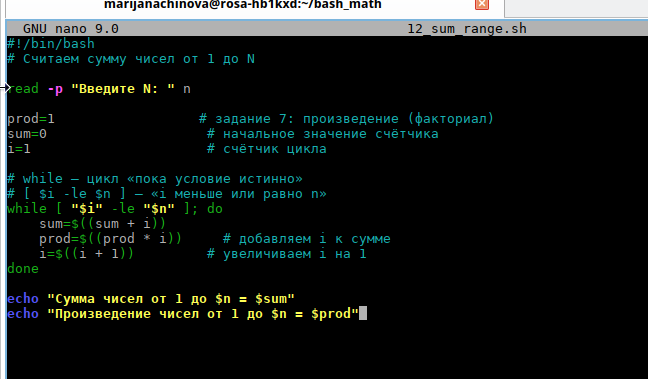 marijanachinova@rosa-hb1kxd:~/bash_math
GNU nano 9.0 12_sum_range.sh
#!/bin/bash
# Считаем сумму чисел от 1 до N
read -p "Введите N: " n
prod=1 # задание 7: произведение (факториал)
sum=0 # начальное значение счётчика
i=1 # счётчик цикла
# while — цикл «пока условие истинно»
# [ $i -le $n ] — «i меньше или равно n»
while [ "$i" -le "$n" ]; do
sum=$((sum + i))
prod=$((prod * i)) # добавляем i к сумме
i=$((i + 1)) # увеличиваем i на 1
done
echo "Сумма чисел от 1 до $n = $sum"
echo "Произведение чисел от 1 до $n = $prod"